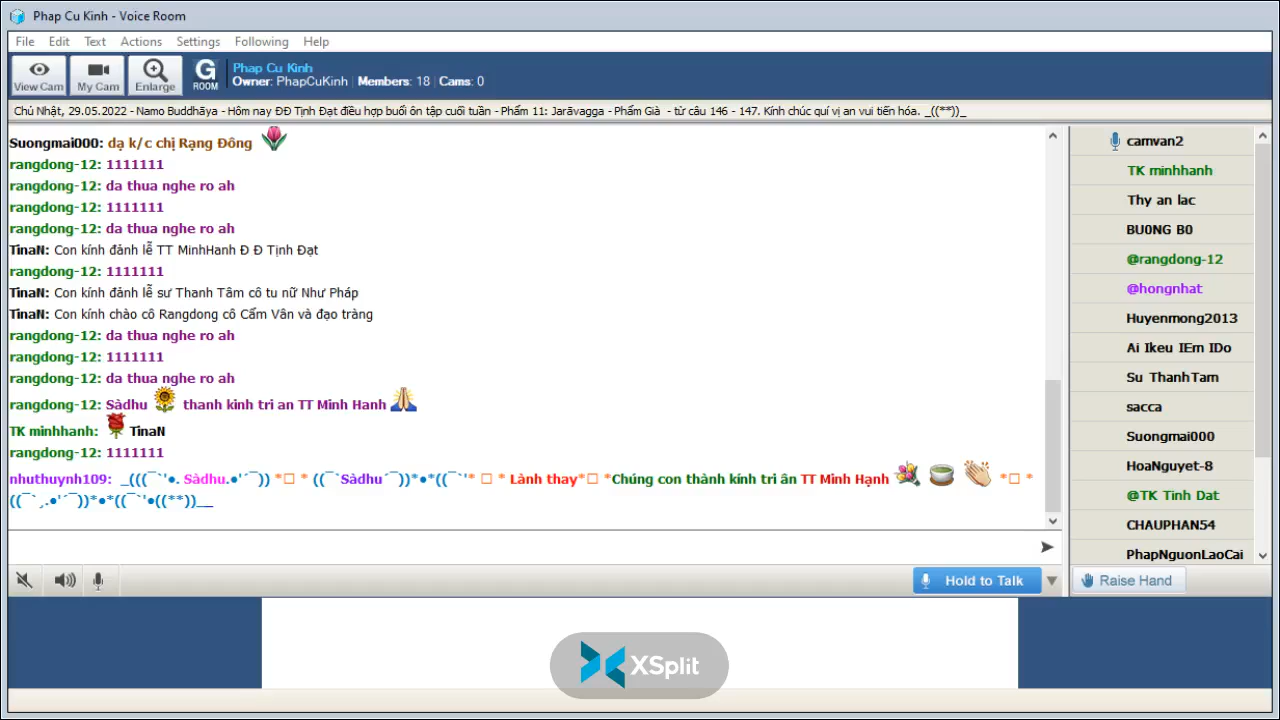 Phap Cu Kinh - Voice Room
File Edit Text Actions Settings Following Help
View Cam My Cam Enlarge G ROOM
Phap Cu Kinh
Owner: PhapCuKinh | Members: 18 | Cams: 0
Chủ Nhật, 29.05.2022 - Namo Buddhāya - Hôm nay ĐĐ Tịnh Đạt điều hợp buổi ôn tập cuối tuần - Phẩm 11: Jarāvagga - Phẩm Già - từ câu 146 - 147. Kính chúc quí vị an vui tiến hóa. _((**))_
Suongmai000: dạ k/c chị Rạng Đông
rangdong-12: 1111111
rangdong-12: da thua nghe ro ah
rangdong-12: 1111111
rangdong-12: da thua nghe ro ah
TinaN: Con kính đảnh lễ TT MinhHanh Đ Đ Tịnh Đạt
rangdong-12: 1111111
TinaN: Con kính đảnh lễ sư Thanh Tâm cô tu nữ Như Pháp
TinaN: Con kính chào cô Rangdong cô Cẩm Vân và đạo tràng
rangdong-12: da thua nghe ro ah
rangdong-12: 1111111
rangdong-12: da thua nghe ro ah
rangdong-12: Sàdhu 🌻 thanh kinh tri an TT Minh Hanh 🙏
TK minhhanh: 🌹 TinaN
rangdong-12: 1111111
nhuthuynh109: _(((¯`'●. Sàdhu.●'´¯)) *□ * ((¯`Sàdhu´¯))*●*((¯`'* □ * Lành thay*□ *Chúng con thành kính tri ân TT Minh Hạnh 💐 🍵 👏 *□ *
((¯`¸.●'´¯))*●*((¯`'●((**))__
camvan2
TK minhhanh
Thy an lac
BU0NG B0
@rangdong-12
@hongnhat
Huyenmong2013
Ai Ikeu IEm IDo
Su ThanhTam
sacca
Suongmai000
HoaNguyet-8
@TK Tinh Dat
CHAUPHAN54
PhapNguonLaoCai
Hold to Talk
Raise Hand
XSplit